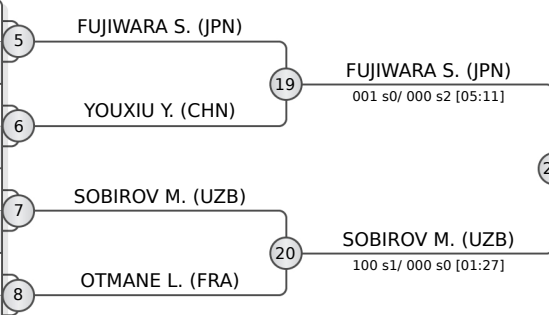 FUJIWARA S. (JPN)
5
19
FUJIWARA S. (JPN)
001 s0/ 000 s2 [05:11]
YOUXIU Y. (CHN)
6
SOBIROV M. (UZB)
7
20
SOBIROV M. (UZB)
100 s1/ 000 s0 [01:27]
OTMANE L. (FRA)
8